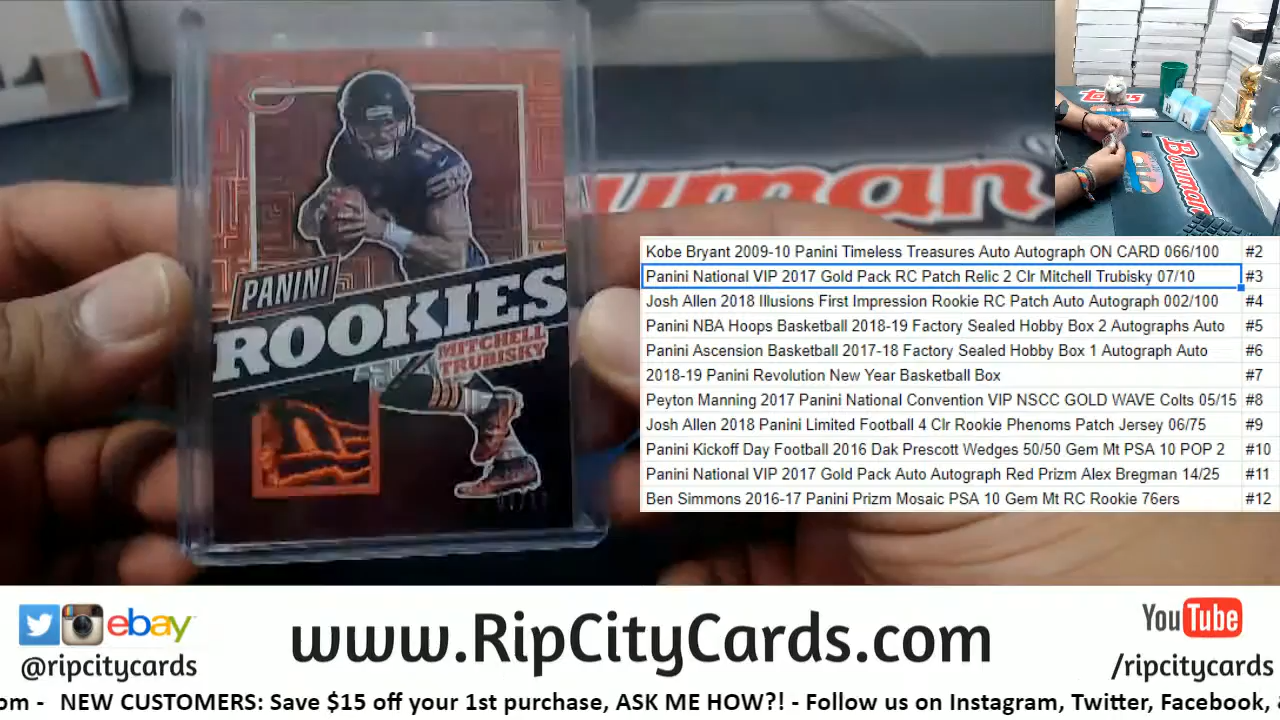 PANINI
ROOKIES
MITCHELL
TRUBISKY
10
uman
Topps
Bowman
Kobe Bryant 2009-10 Panini Timeless Treasures Auto Autograph ON CARD 066/100 #2
Panini National VIP 2017 Gold Pack RC Patch Relic 2 Clr Mitchell Trubisky 07/10 #3
Josh Allen 2018 Illusions First Impression Rookie RC Patch Auto Autograph 002/100 #4
Panini NBA Hoops Basketball 2018-19 Factory Sealed Hobby Box 2 Autographs Auto #5
Panini Ascension Basketball 2017-18 Factory Sealed Hobby Box 1 Autograph Auto #6
2018-19 Panini Revolution New Year Basketball Box #7
Peyton Manning 2017 Panini National Convention VIP NSCC GOLD WAVE Colts 05/15 #8
Josh Allen 2018 Panini Limited Football 4 Clr Rookie Phenoms Patch Jersey 06/75 #9
Panini Kickoff Day Football 2016 Dak Prescott Wedges 50/50 Gem Mt PSA 10 POP 2 #10
Panini National VIP 2017 Gold Pack Auto Autograph Red Prizm Alex Bregman 14/25 #11
Ben Simmons 2016-17 Panini Prizm Mosaic PSA 10 Gem Mt RC Rookie 76ers #12
ebay
@ripcitycards
www.RipCityCards.com
YouTube
/ripcitycards
om - NEW CUSTOMERS: Save $15 off your 1st purchase, ASK ME HOW?! - Follow us on Instagram, Twitter, Facebook,